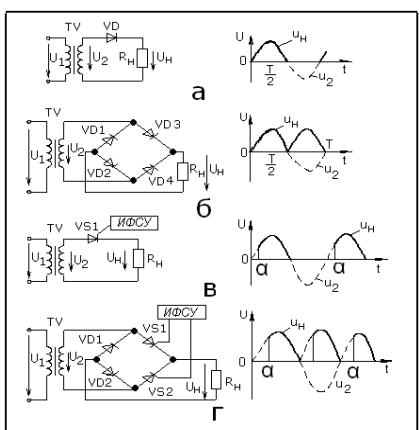 TV VD
U1 U2 RН UН
а
U uН
0 T/2 u2 t
TV
VD1 VD3
U1 U2 VD2 VD4 RН UН
б
U uН T
0 T/2 u2 t
TV VS1 ИФСУ
U1 U2 UН RН
в
U uН
0 α u2 α t
TV ИФСУ
VD1 VS1
U1 U2 VD2 VS2 UН RН
г
U uН
0 α α u2 α t